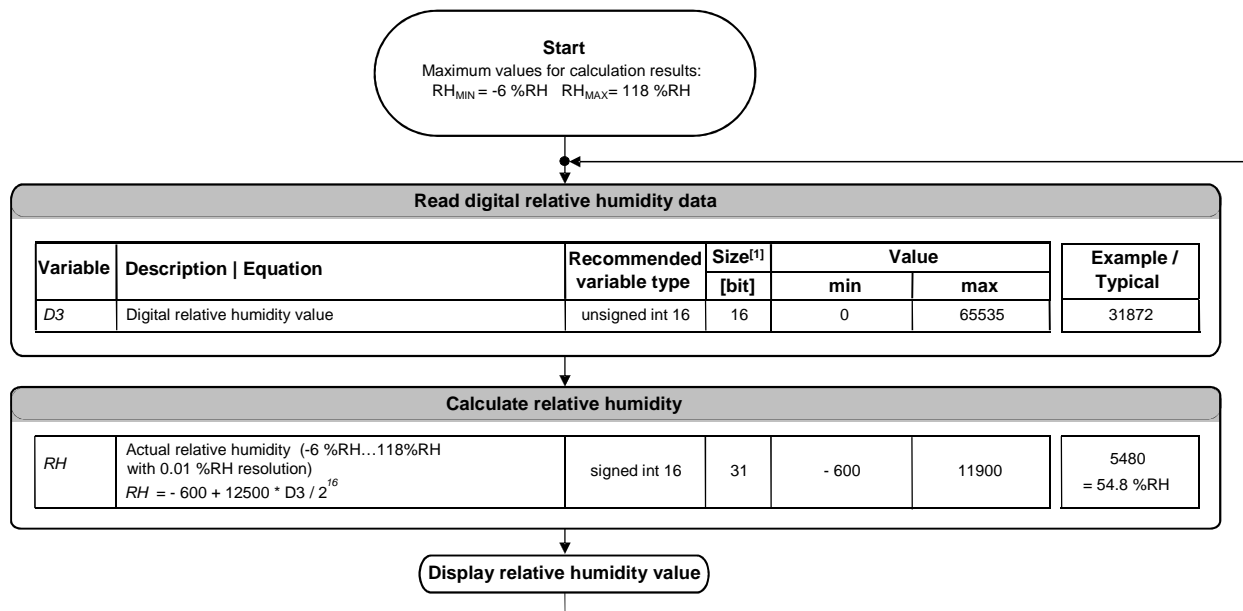 Start
Maximum values for calculation results:
RHMIN = -6 %RH   RHMAX= 118 %RH
Read digital relative humidity data
Variable Description | Equation Recommended variable type Size[1] [bit] Value min max Example / Typical
D3 Digital relative humidity value unsigned int 16 16 0 65535 31872
Calculate relative humidity
RH Actual relative humidity (-6 %RH…118%RH
with 0.01 %RH resolution)
RH = - 600 + 12500 * D3 / 2^16
signed int 16 31 - 600 11900 5480
= 54.8 %RH
Display relative humidity value